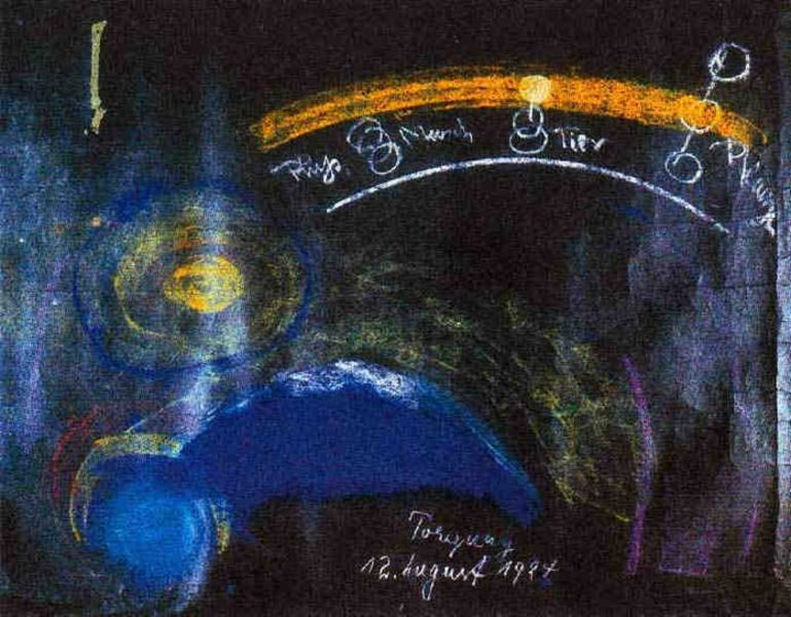 Phys.
Mensch
Tier
Pflanze
Torquay
12. August 1924